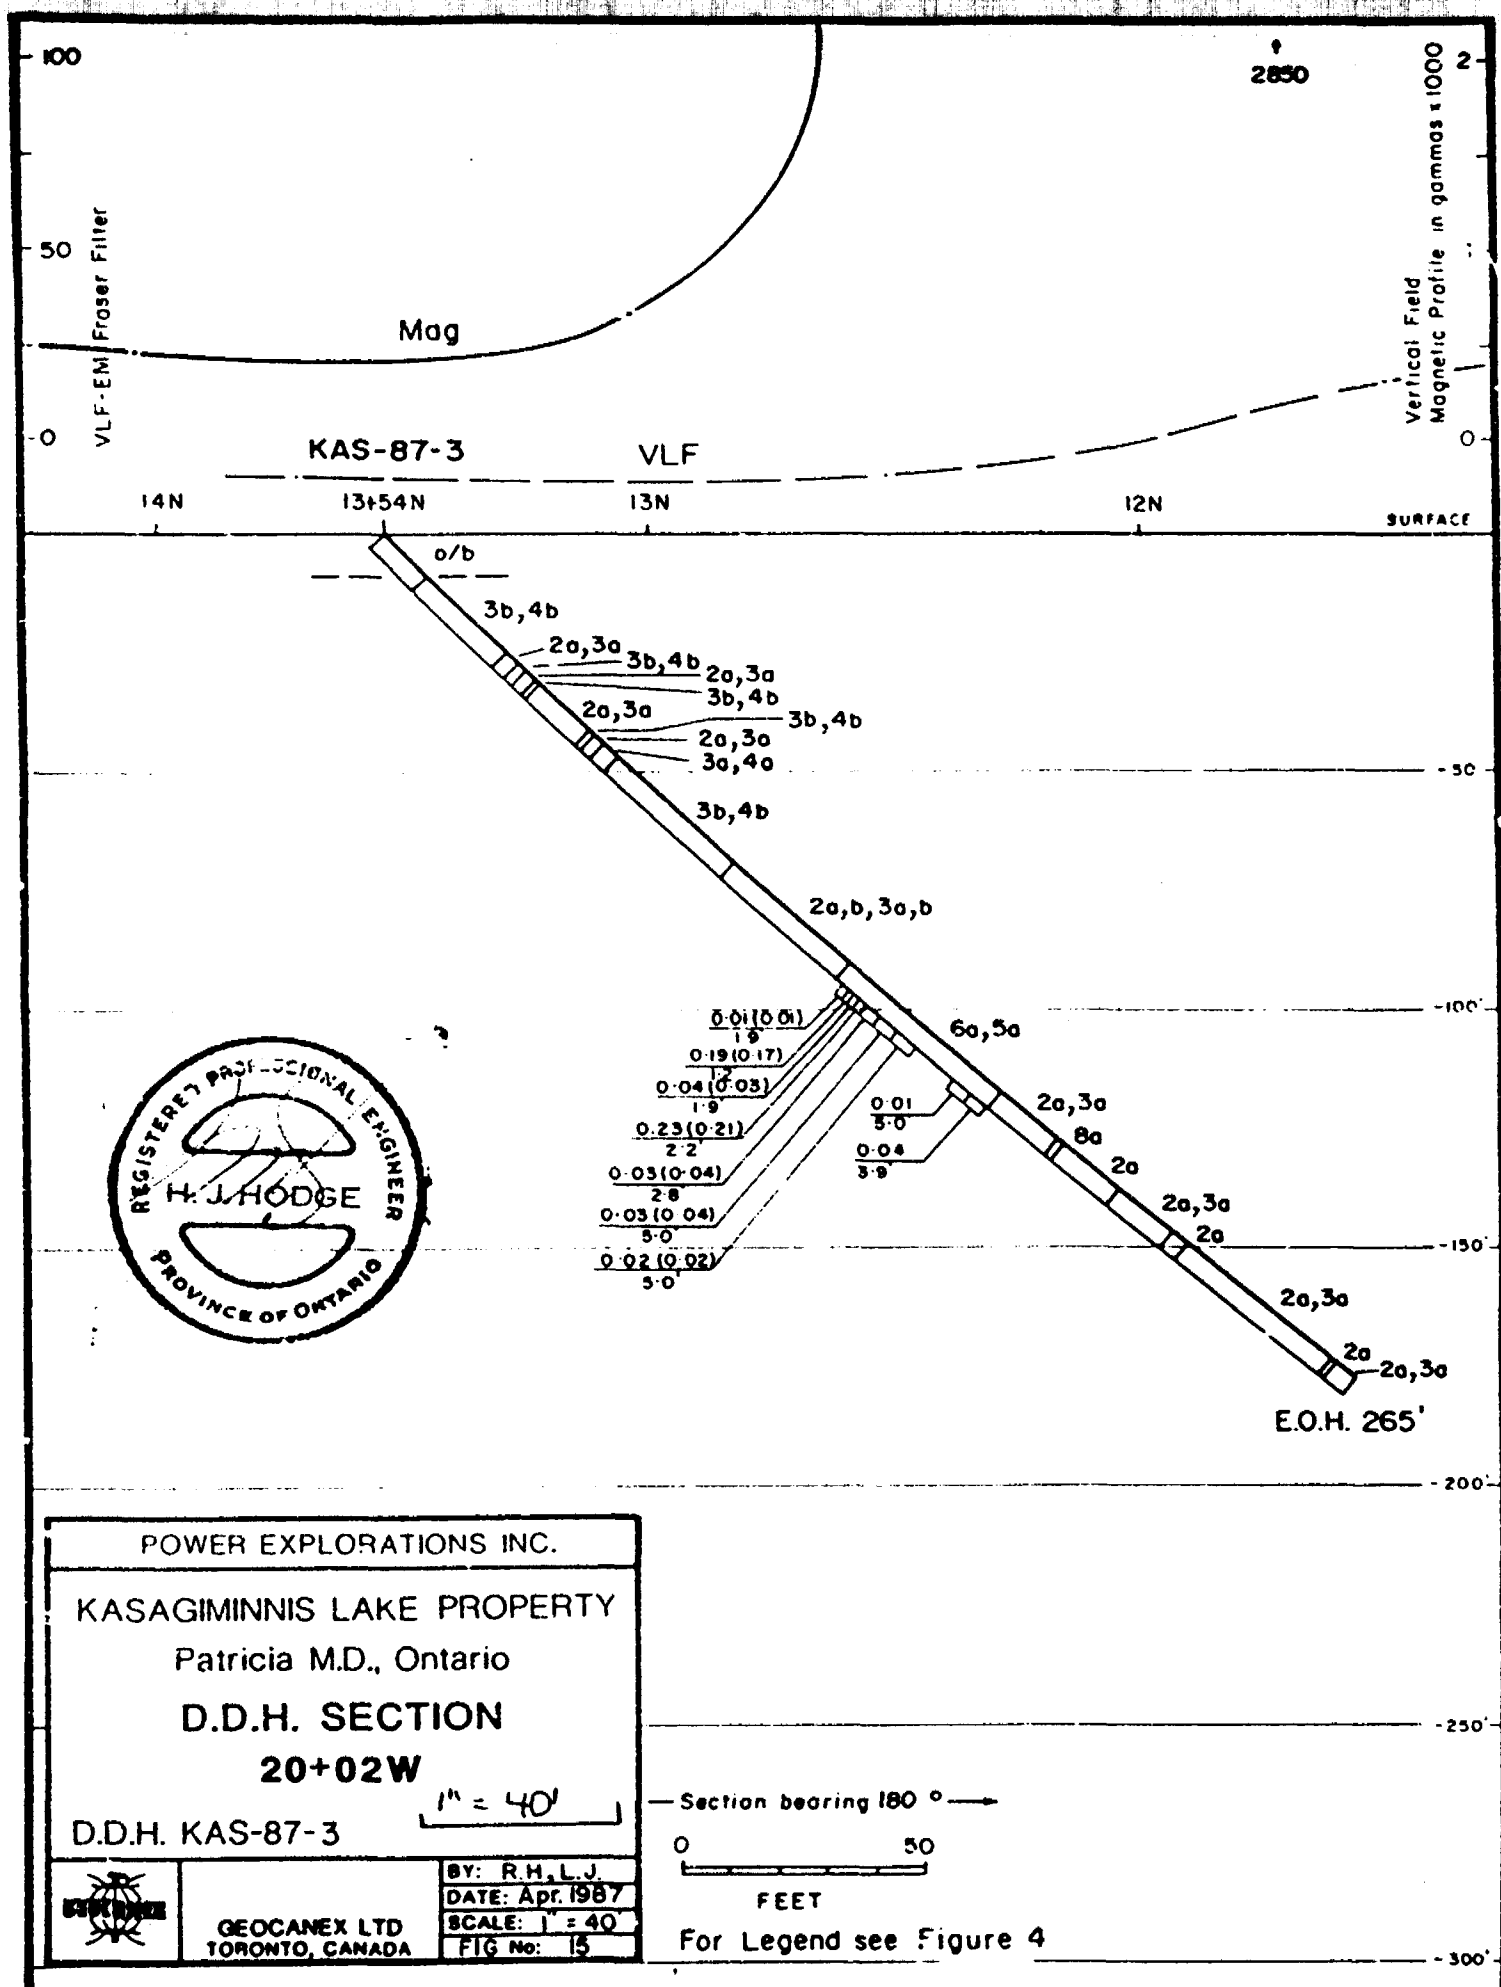 100
2850
2
VLF-EM Fraser Filter
Vertical Field
Magnetic Profile in gammas x 1000
50
Mag
0
0
KAS-87-3
VLF
14N
13+54N
13N
12N
SURFACE
o/b
3b,4b
2a,3a
3b,4b
2a,3a
3b,4b
2a,3a
3b,4b
2a,3a
3a,4a
-50
3b,4b
2a,b,3a,b
-100'
0.01(0.01)
1.9
6a,5a
0.19(0.17)
1.2
0.04(0.03)
1.9'
0.01
5.0
2a,3a
0.23(0.21)
2.2'
8a
0.04
3.9'
2a
0.03(0.04)
2.8'
2a,3a
0.03(0.04)
5.0'
2a
-150'
0.02(0.02)
5.0'
2a,3a
2a
2a,3a
E.O.H. 265'
REGISTERED PROFESSIONAL ENGINEER
H. J. HODGE
PROVINCE OF ONTARIO
-200'
POWER EXPLORATIONS INC.
KASAGIMINNIS LAKE PROPERTY
Patricia M.D., Ontario
D.D.H. SECTION
20+02W
-250'
1" = 40'
D.D.H. KAS-87-3
Section bearing 180°
0 50
FEET
BY: R.H., L.J.
DATE: Apr. 1987
SCALE: 1" = 40'
FIG No: 15
GEOCANEX LTD
TORONTO, CANADA
For Legend see Figure 4
-300'